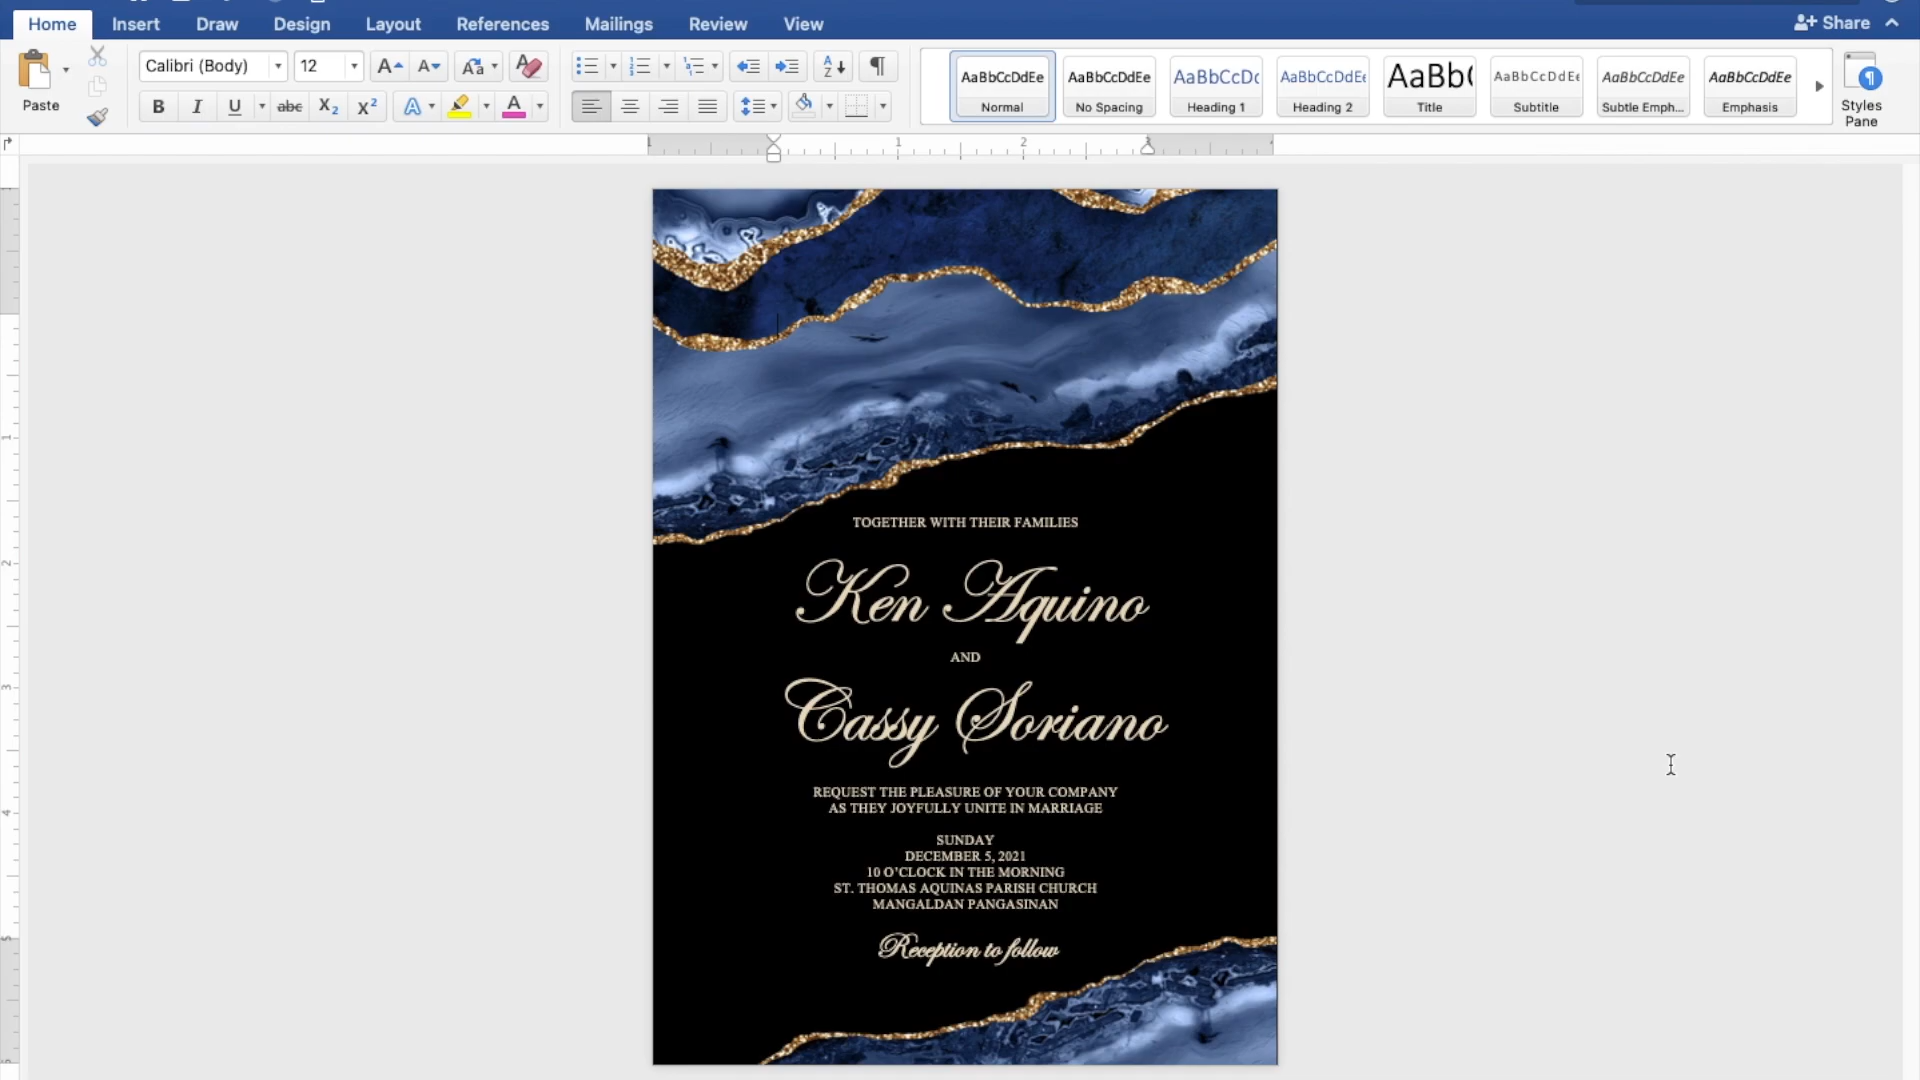 Home Insert Draw Design Layout References Mailings Review View Share
Paste
Calibri (Body) 12
AaBbCcDdEe AaBbCcDdEe AaBbCcDc AaBbCcDdEe AaBb( AaBbCcDdEe AaBbCcDdEe AaBbCcDdEe
Normal No Spacing Heading 1 Heading 2 Title Subtitle Subtle Emph... Emphasis
Styles
Pane
TOGETHER WITH THEIR FAMILIES
Ken Aquino
AND
Cassy Soriano
REQUEST THE PLEASURE OF YOUR COMPANY
AS THEY JOYFULLY UNITE IN MARRIAGE
SUNDAY
DECEMBER 5, 2021
10 O’CLOCK IN THE MORNING
ST. THOMAS AQUINAS PARISH CHURCH
MANGALDAN PANGASINAN
Reception to follow